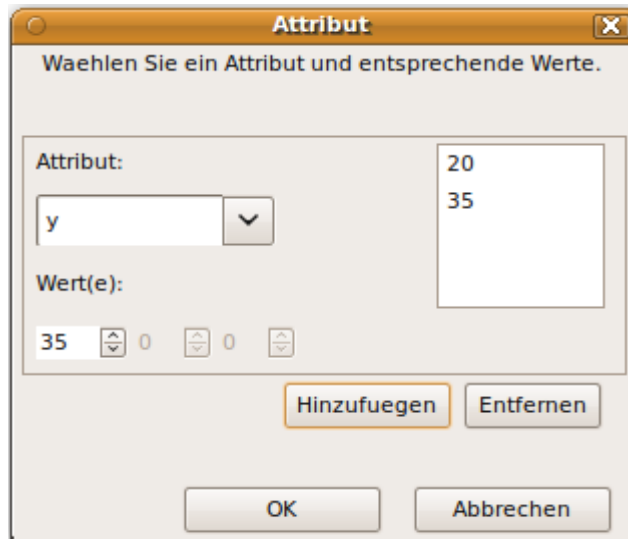 Attribut
Waehlen Sie ein Attribut und entsprechende Werte.
Attribut:
y
20
35
Wert(e):
35 0 0
Hinzufuegen Entfernen
OK Abbrechen